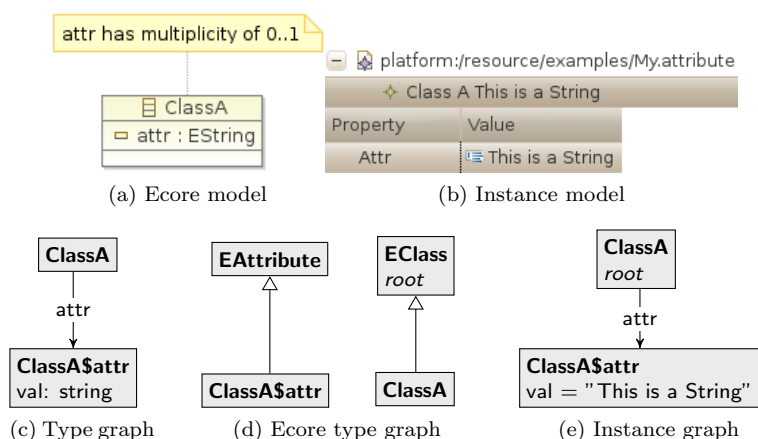 attr has multiplicity of 0..1
ClassA
attr : EString
(a) Ecore model
platform:/resource/examples/My.attribute
Class A This is a String
Property Value
Attr This is a String
(b) Instance model
ClassA
attr
ClassA$attr
val: string
(c) Type graph
EAttribute
ClassA$attr
EClass
root
ClassA
(d) Ecore type graph
ClassA
root
attr
ClassA$attr
val = "This is a String"
(e) Instance graph